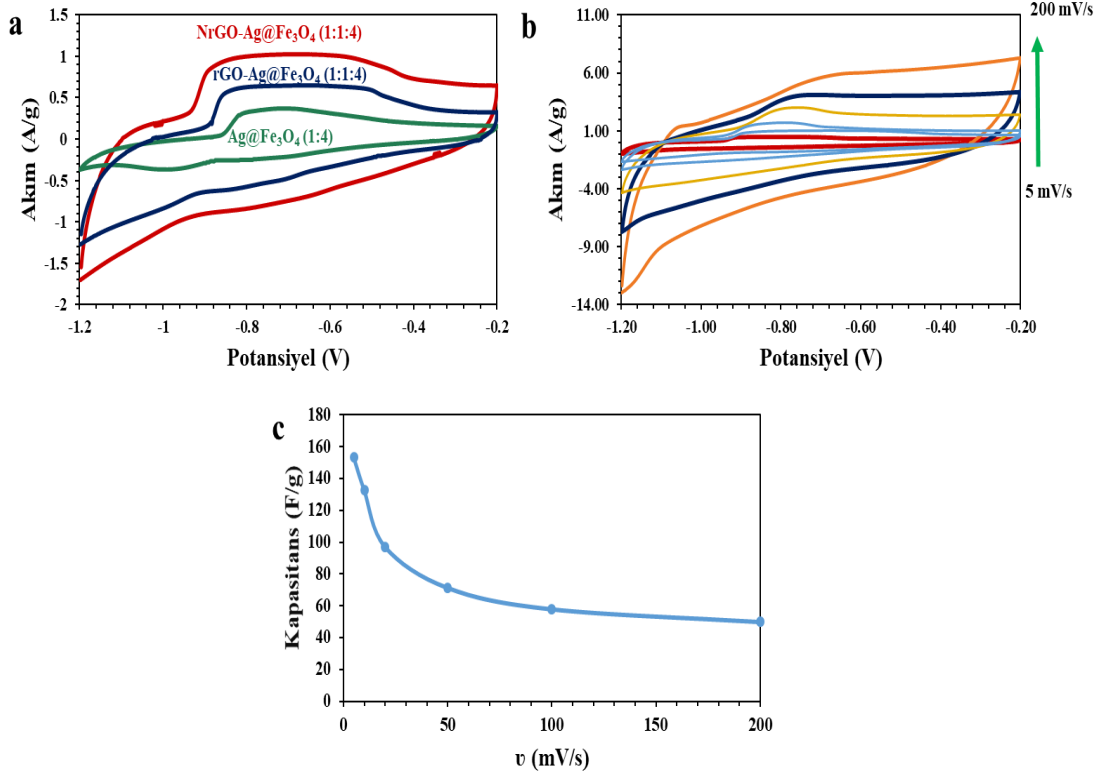 a
NrGO-Ag@Fe3O4 (1:1:4)
rGO-Ag@Fe3O4 (1:1:4)
Ag@Fe3O4 (1:4)
1.5
1
0.5
0
-0.5
-1
-1.5
-2
Akım (A/g)
-1.2 -1 -0.8 -0.6 -0.4 -0.2
Potansiyel (V)
b
200 mV/s
5 mV/s
11.00
6.00
1.00
-4.00
-9.00
-14.00
Akım (A/g)
-1.20 -1.00 -0.80 -0.60 -0.40 -0.20
Potansiyel (V)
c
180
160
140
120
100
80
60
40
20
0
Kapasitans (F/g)
0 50 100 150 200
υ (mV/s)